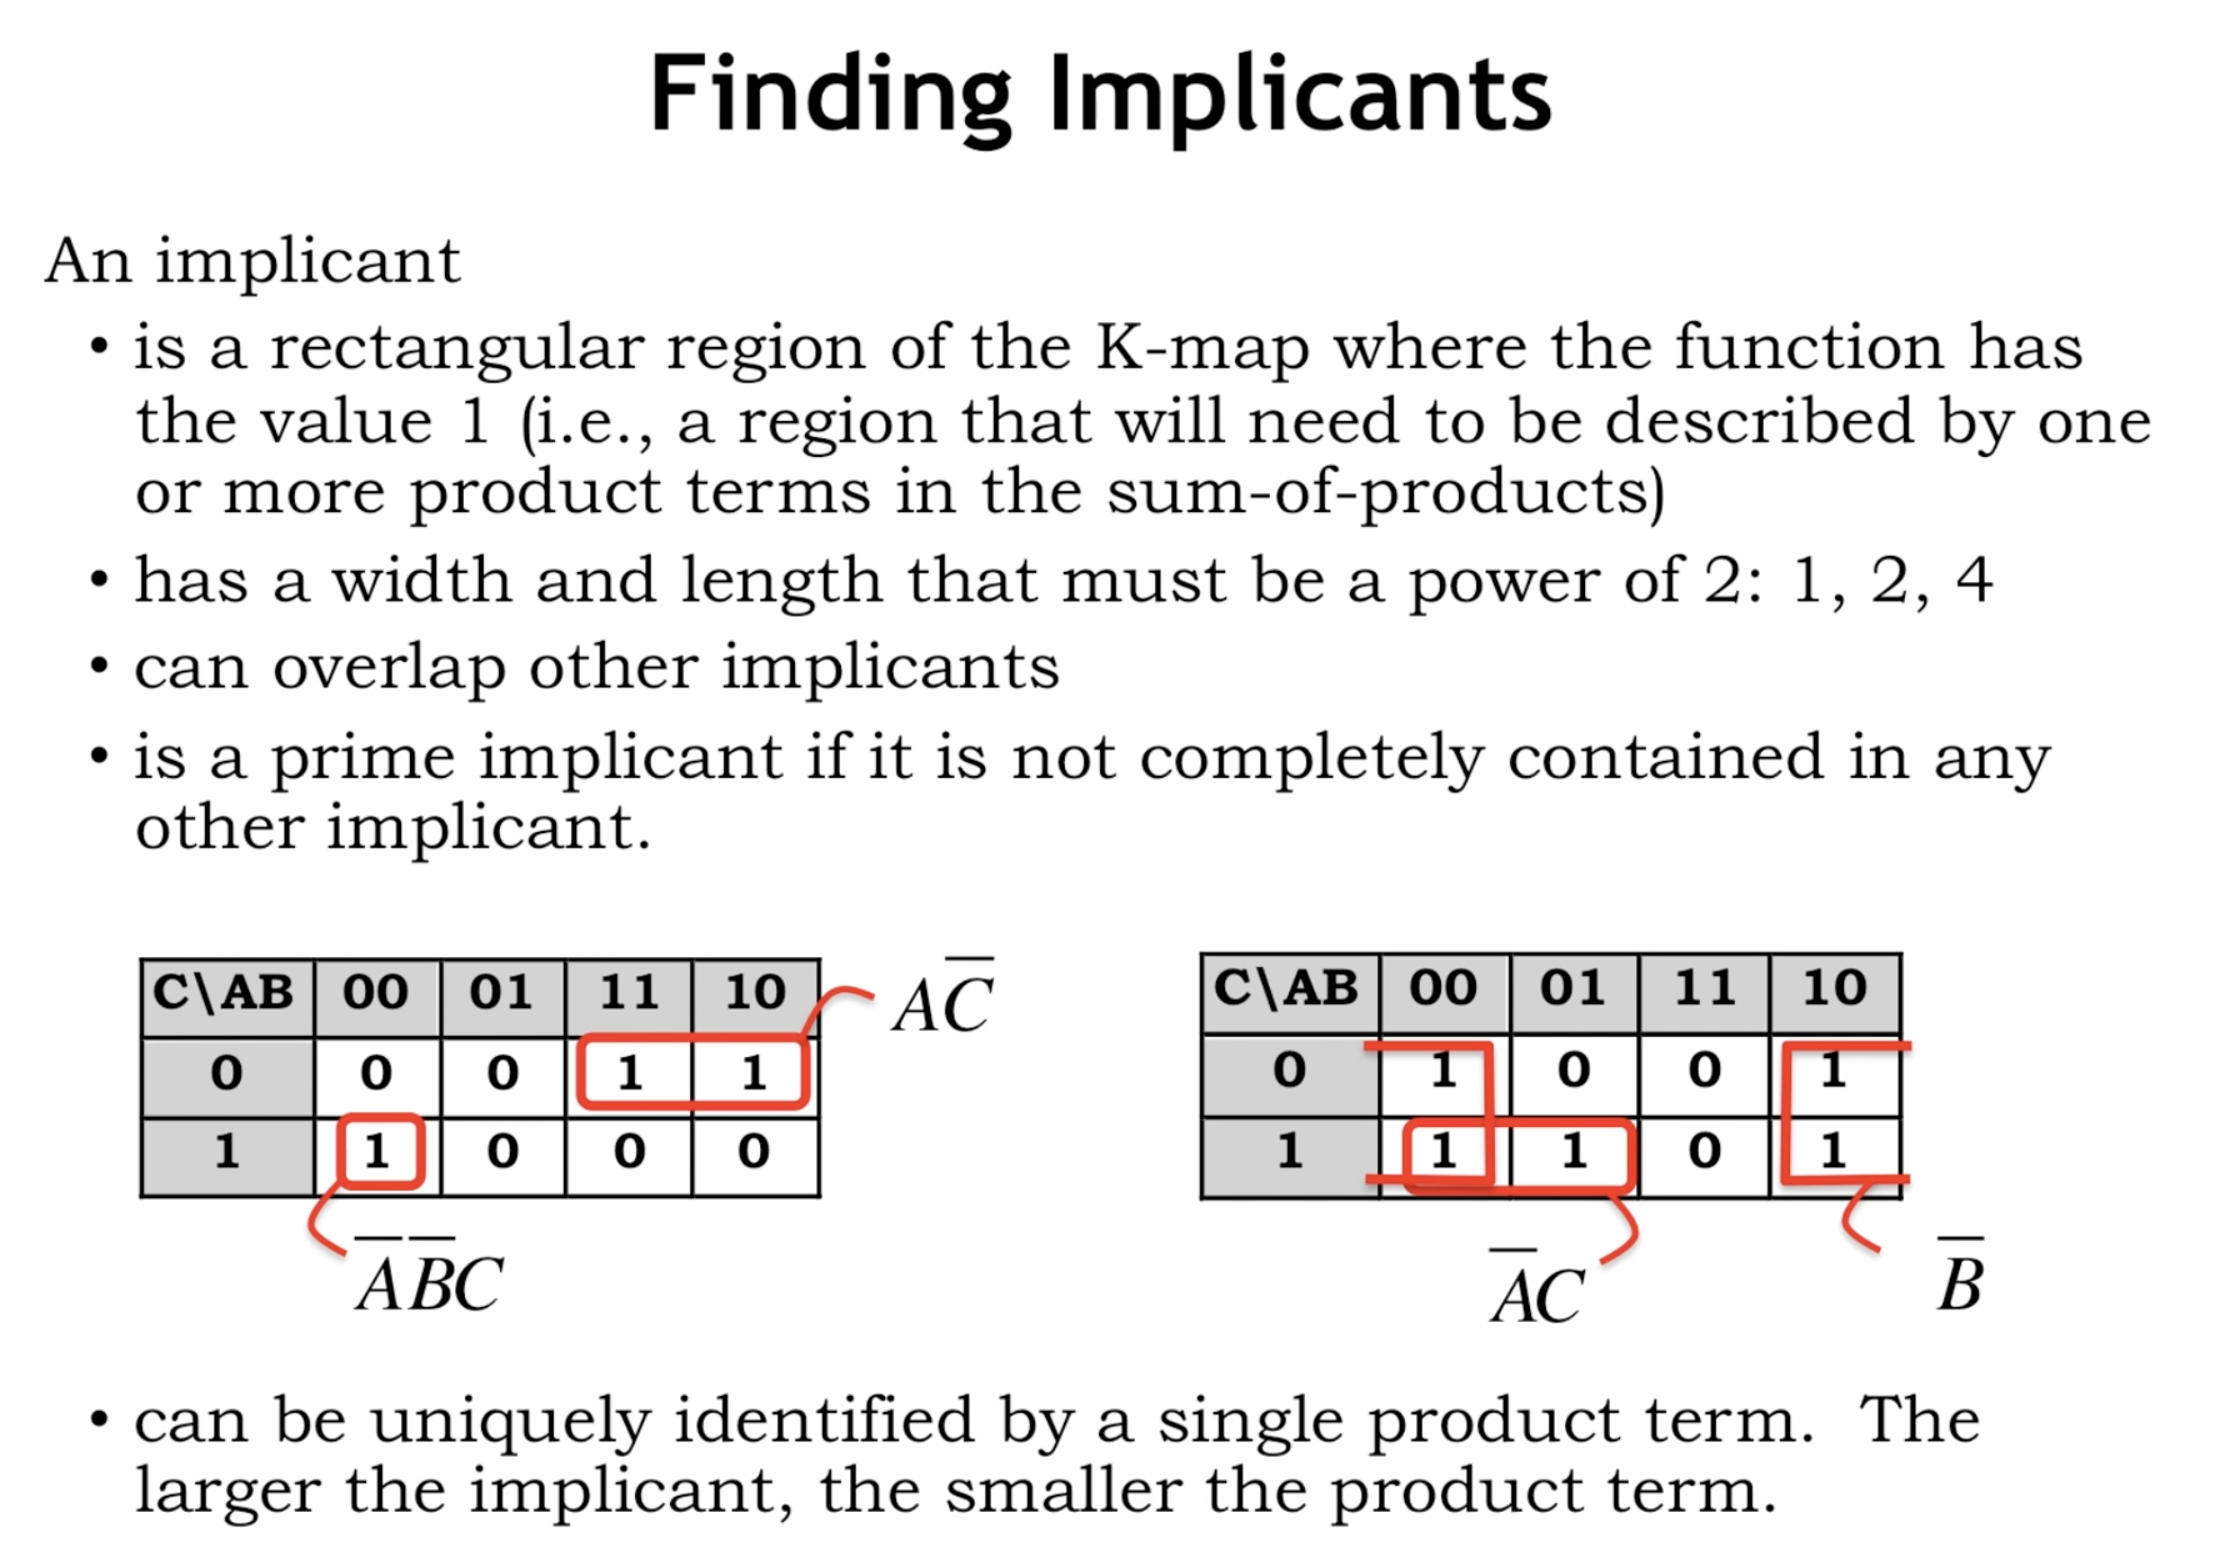 Finding Implicants
An implicant
• is a rectangular region of the K-map where the function has
the value 1 (i.e., a region that will need to be described by one
or more product terms in the sum-of-products)
• has a width and length that must be a power of 2: 1, 2, 4
• can overlap other implicants
• is a prime implicant if it is not completely contained in any
other implicant.
C\AB 00 01 11 10
0 0 0 1 1
1 1 0 0 0
AC̅
A̅B̅C
C\AB 00 01 11 10
0 1 0 0 1
1 1 1 0 1
A̅C
B̅
• can be uniquely identified by a single product term. The
larger the implicant, the smaller the product term.